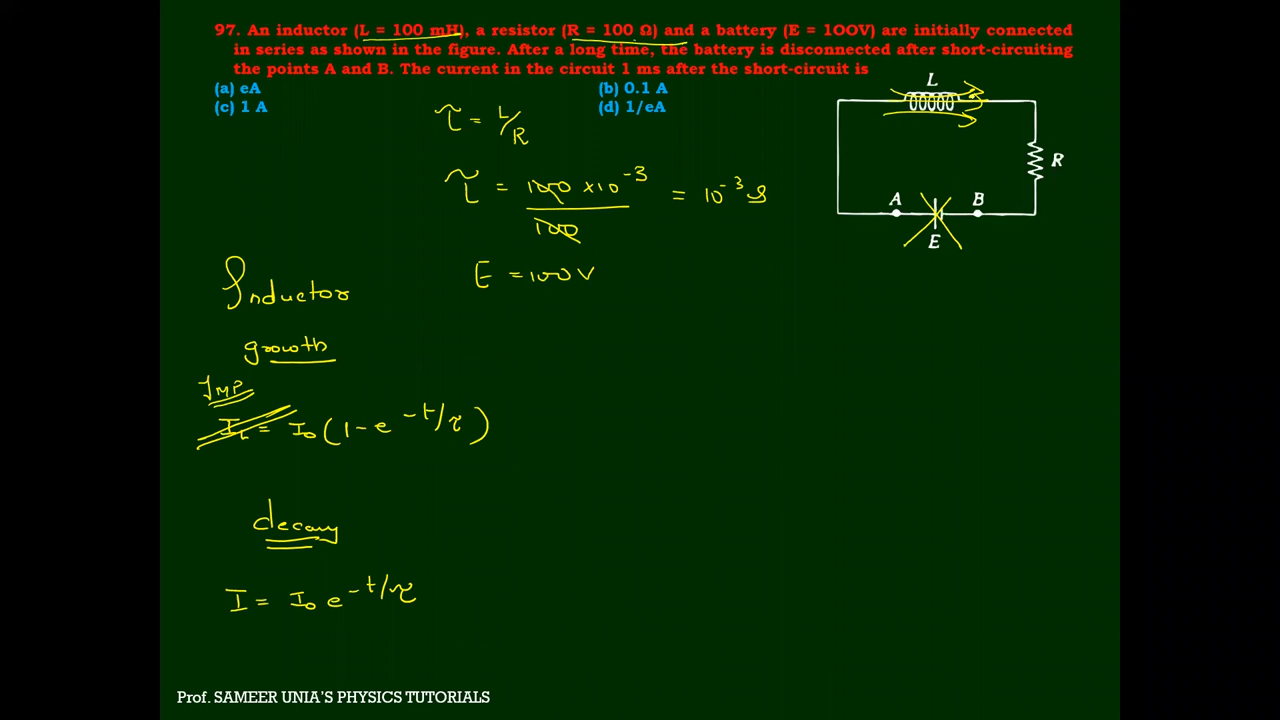 97. An inductor (L = 100 mH), a resistor (R = 100 Ω) and a battery (E = 100V) are initially connected
in series as shown in the figure. After a long time, the battery is disconnected after short-circuiting
the points A and B. The current in the circuit 1 ms after the short-circuit is
(a) eA (b) 0.1 A
(c) 1 A (d) 1/eA
L
R
A B
E
τ = L/R
τ = 100 × 10⁻³ / 100 = 10⁻³ s
E = 100V
Inductor
growth
Imp
I_L = I₀ (1 - e^(-t/τ))
decay
I = I₀ e^(-t/τ)
Prof. SAMEER UNIA'S PHYSICS TUTORIALS